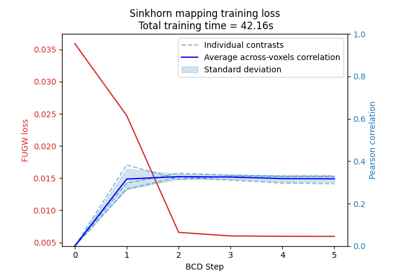 Sinkhorn mapping training loss
Total training time = 42.16s
Individual contrasts
Average across-voxels correlation
Standard deviation
FUGW loss
0.035
0.030
0.025
0.020
0.015
0.010
0.005
Pearson correlation
1.0
0.8
0.6
0.4
0.2
0.0
0 1 2 3 4 5
BCD Step